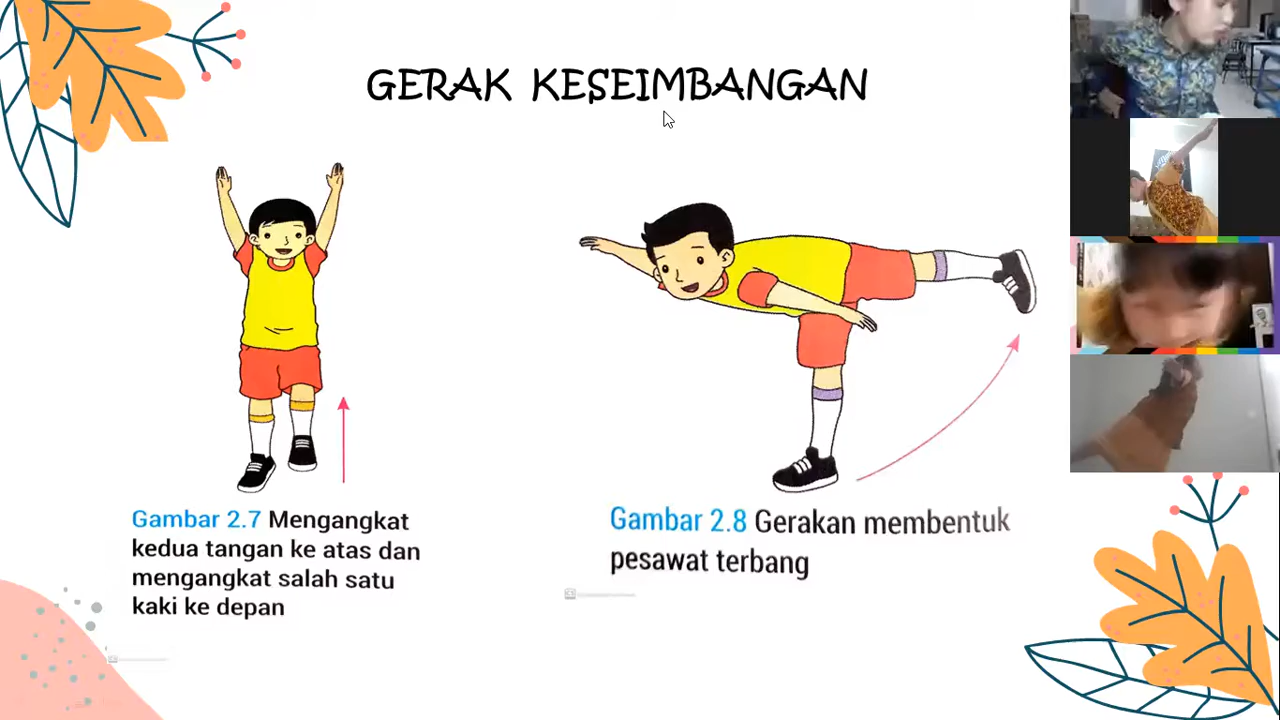 GERAK KESEIMBANGAN
Gambar 2.7 Mengangkat
kedua tangan ke atas dan
mengangkat salah satu
kaki ke depan
Gambar 2.8 Gerakan membentuk
pesawat terbang